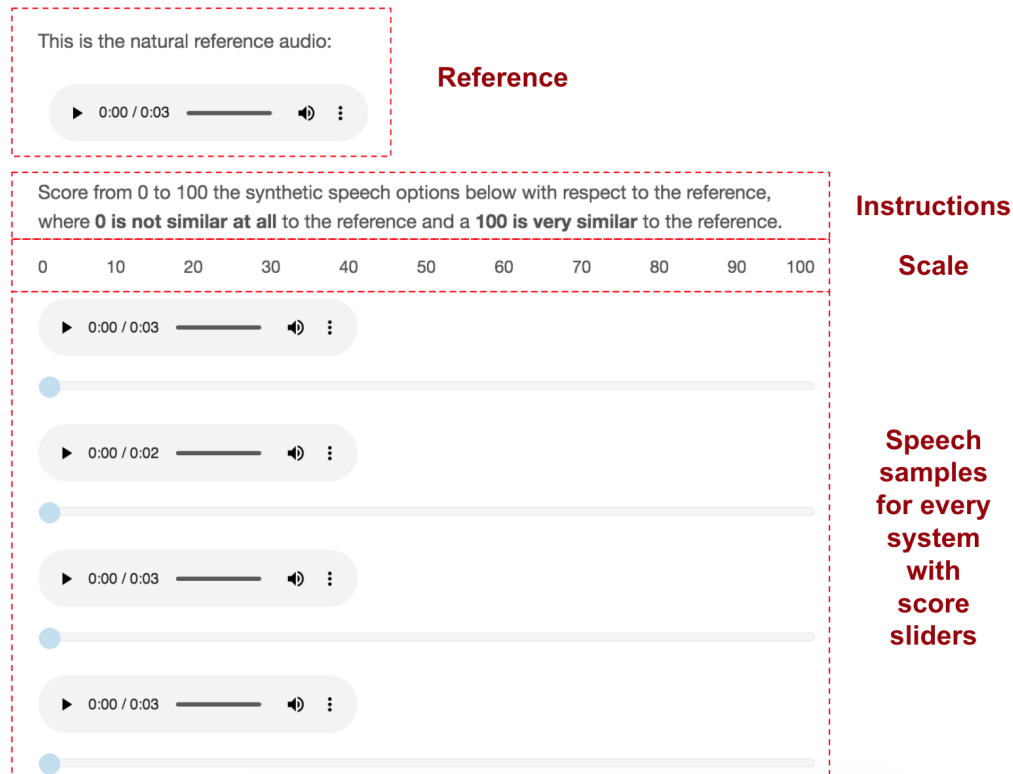 This is the natural reference audio:
0:00 / 0:03
Reference
Score from 0 to 100 the synthetic speech options below with respect to the reference,
where 0 is not similar at all to the reference and a 100 is very similar to the reference.
Instructions
0 10 20 30 40 50 60 70 80 90 100
Scale
0:00 / 0:03
0:00 / 0:02
0:00 / 0:03
0:00 / 0:03
Speech
samples
for every
system
with
score
sliders